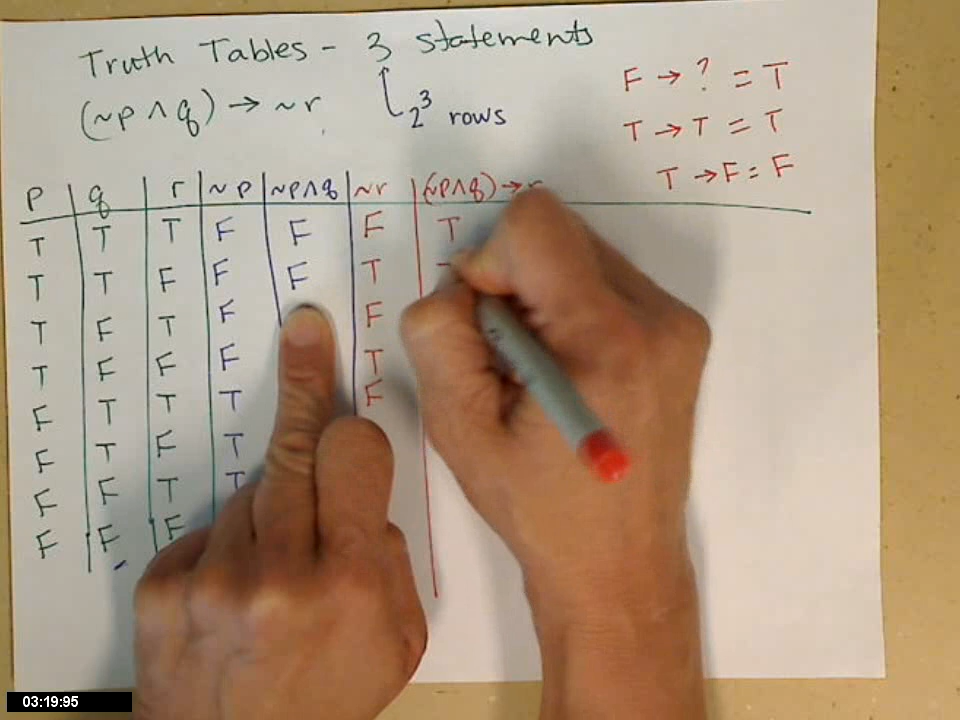 Truth Tables - 3 statements
(~p ∧ q) → ~r
2³ rows
F → ? = T
T → T = T
T → F = F
p q r ~p ~p∧q ~r (~p∧q) →
T T T F F F T
T T F F F T
T F T F F
T F F F T
F T T T F
F T F T
F F T T
F F F
03:19:95